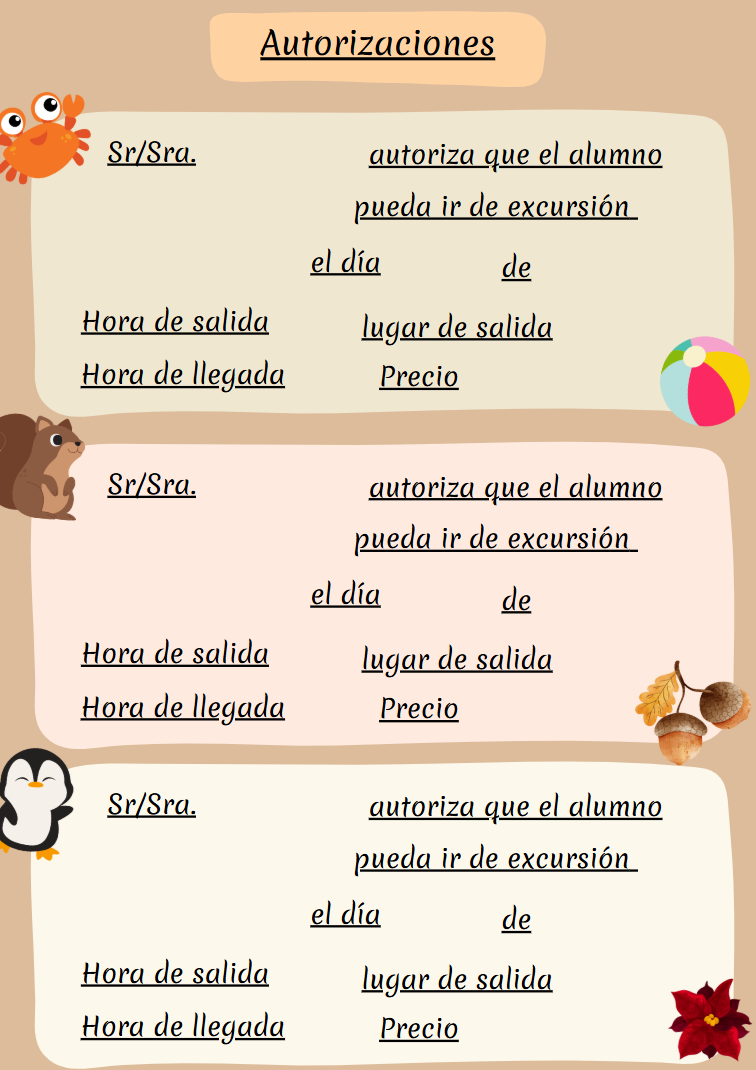 Autorizaciones
Sr/Sra. autoriza que el alumno
pueda ir de excursión
el día de
Hora de salida lugar de salida
Hora de llegada Precio
Sr/Sra. autoriza que el alumno
pueda ir de excursión
el día de
Hora de salida lugar de salida
Hora de llegada Precio
Sr/Sra. autoriza que el alumno
pueda ir de excursión
el día de
Hora de salida lugar de salida
Hora de llegada Precio